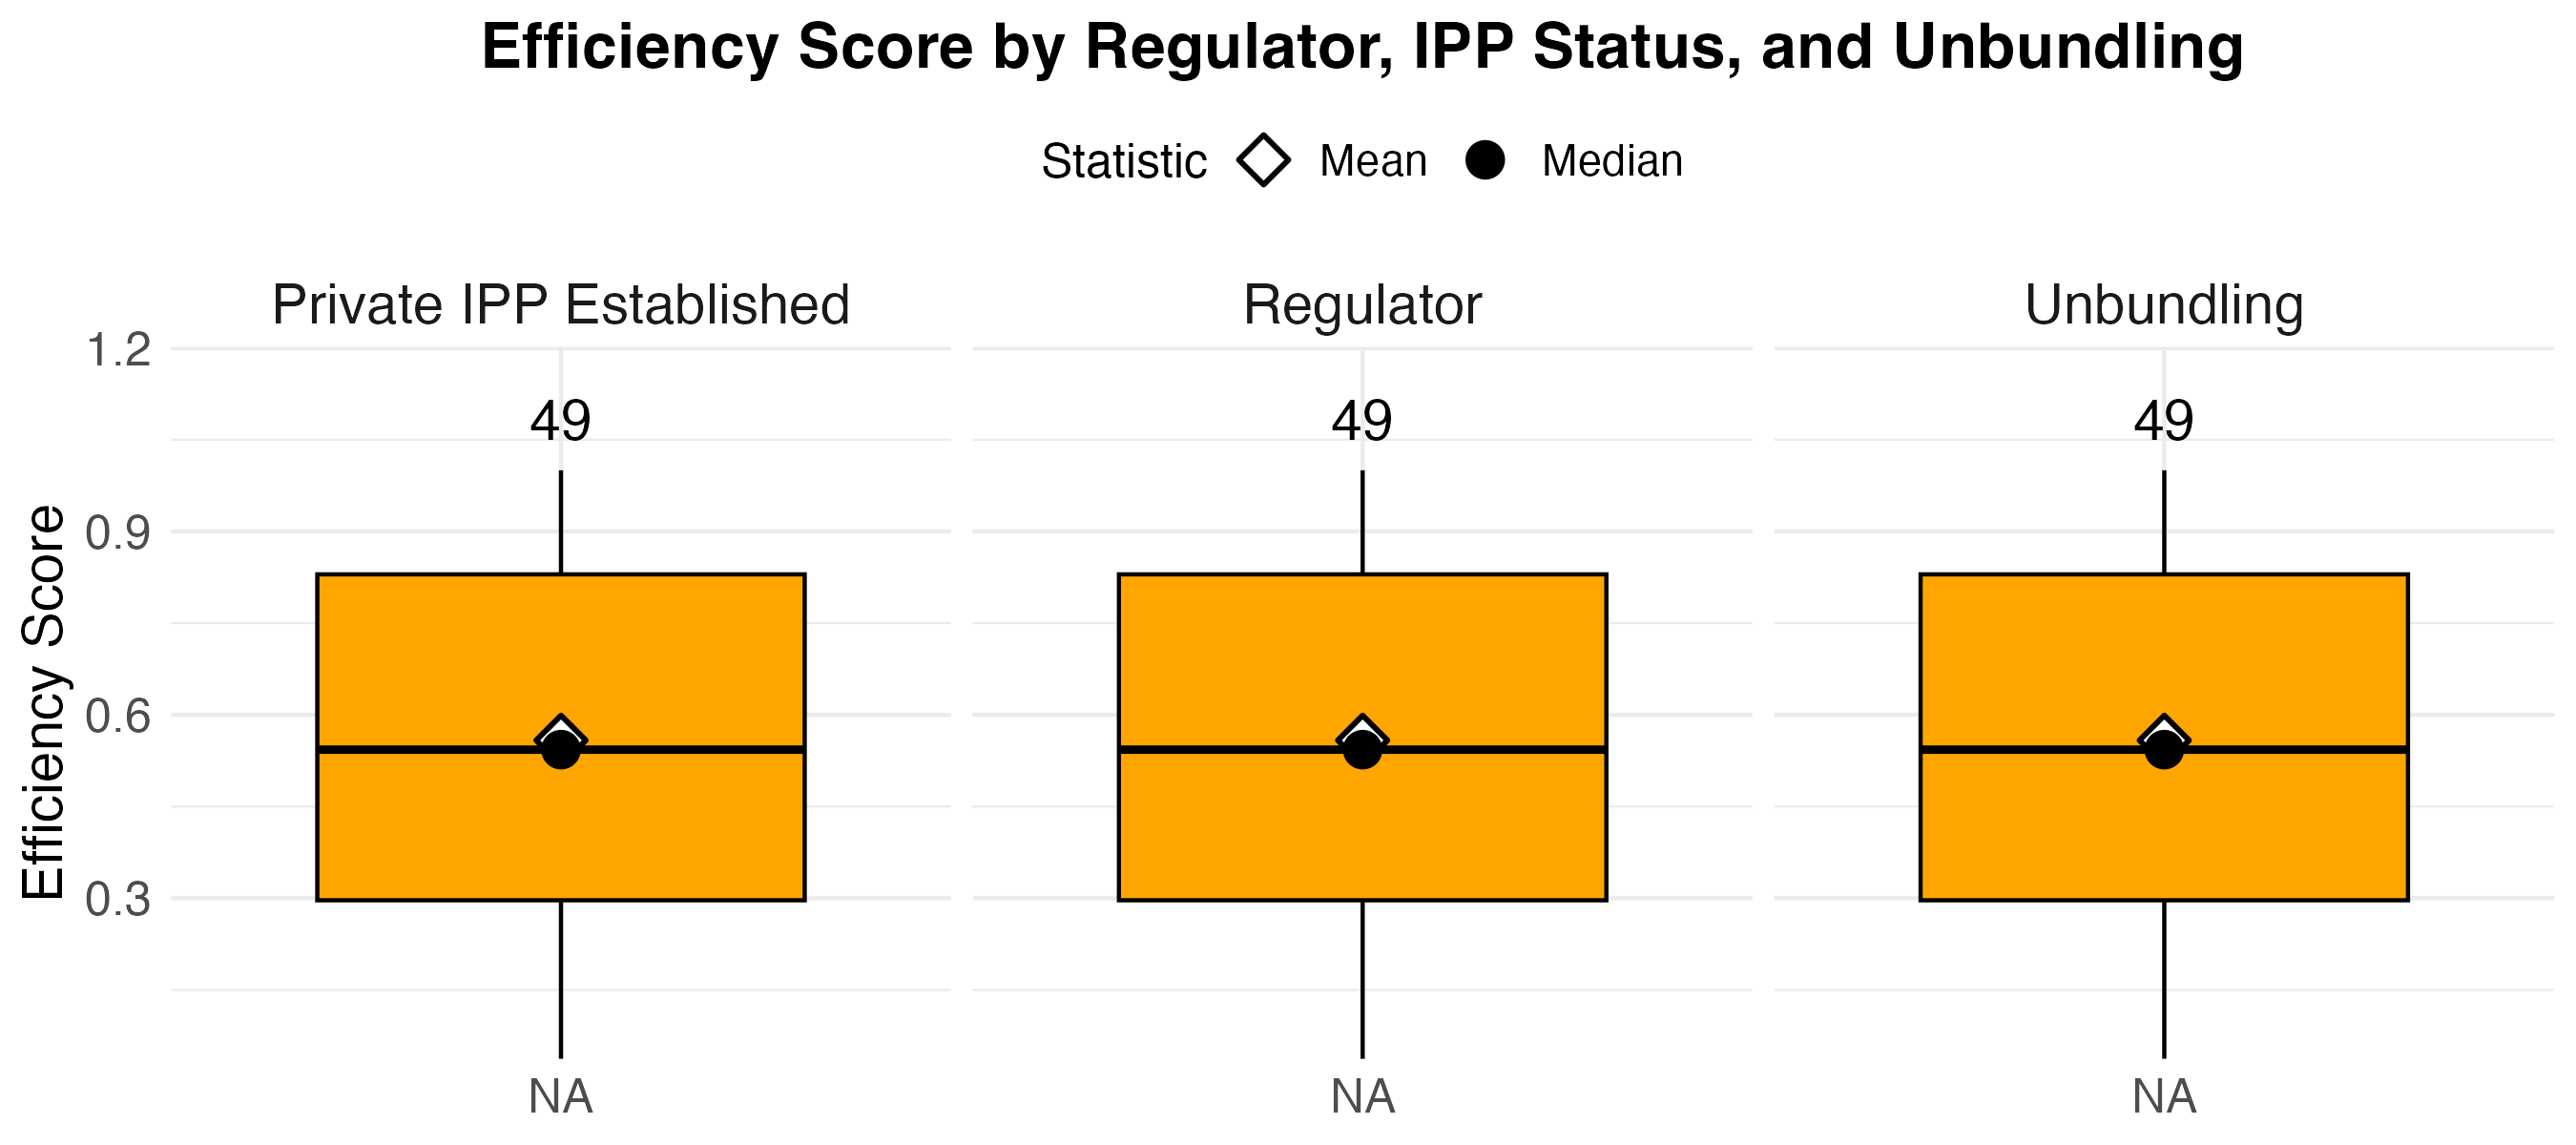 Efficiency Score by Regulator, IPP Status, and Unbundling
Statistic Mean Median
Private IPP Established Regulator Unbundling
1.2
49 49 49
0.9
Efficiency Score
0.6
0.3
NA NA NA